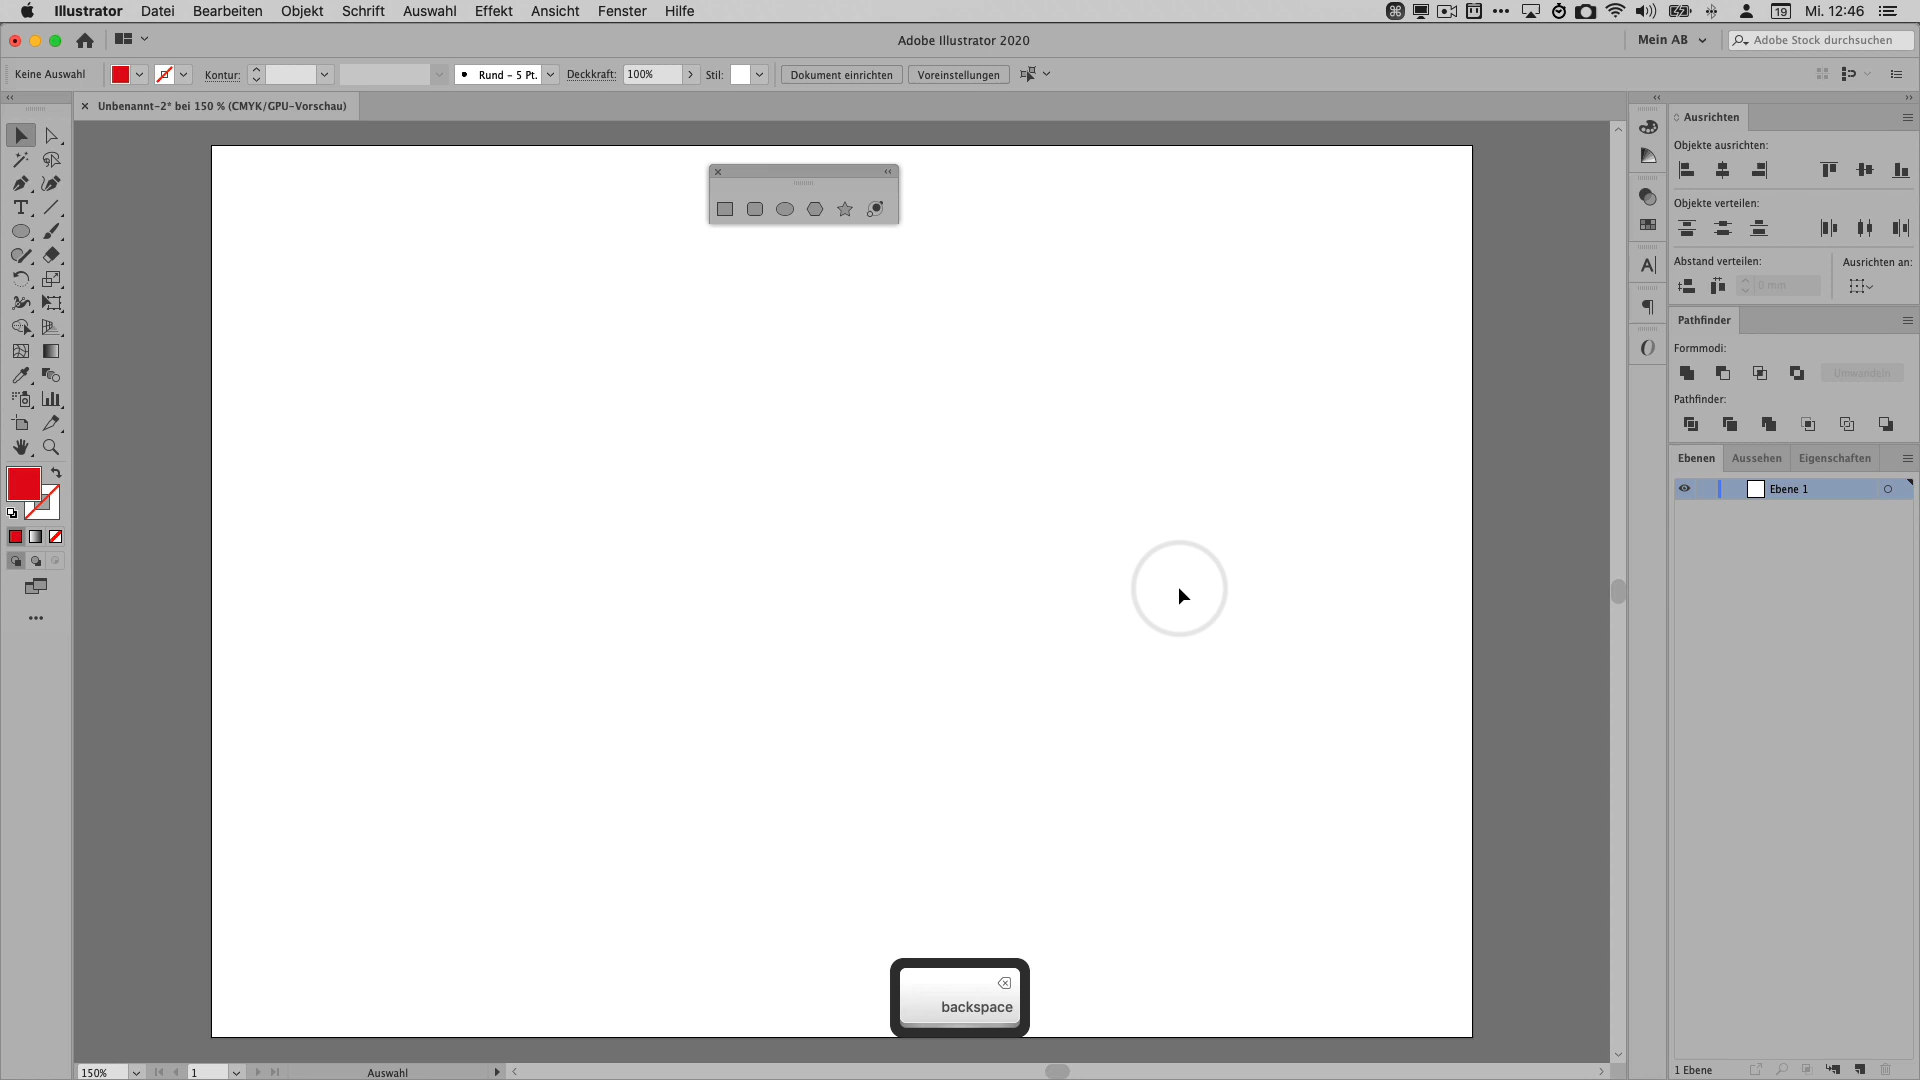 Illustrator Datei Bearbeiten Objekt Schrift Auswahl Effekt Ansicht Fenster Hilfe 19 Mi. 12:46
Adobe Illustrator 2020 Mein AB Adobe Stock durchsuchen
Keine Auswahl Kontur: Rund - 5 Pt. Deckkraft: 100% Stil: Dokument einrichten Voreinstellungen
Unbenannt-2* bei 150 % (CMYK/GPU-Vorschau)
Ausrichten
Objekte ausrichten:
Objekte verteilen:
Abstand verteilen: Ausrichten an:
0 mm
Pathfinder
Formmodi:
Umwandeln
Pathfinder:
Ebenen Aussehen Eigenschaften
Ebene 1
backspace
150% 1 Auswahl 1 Ebene